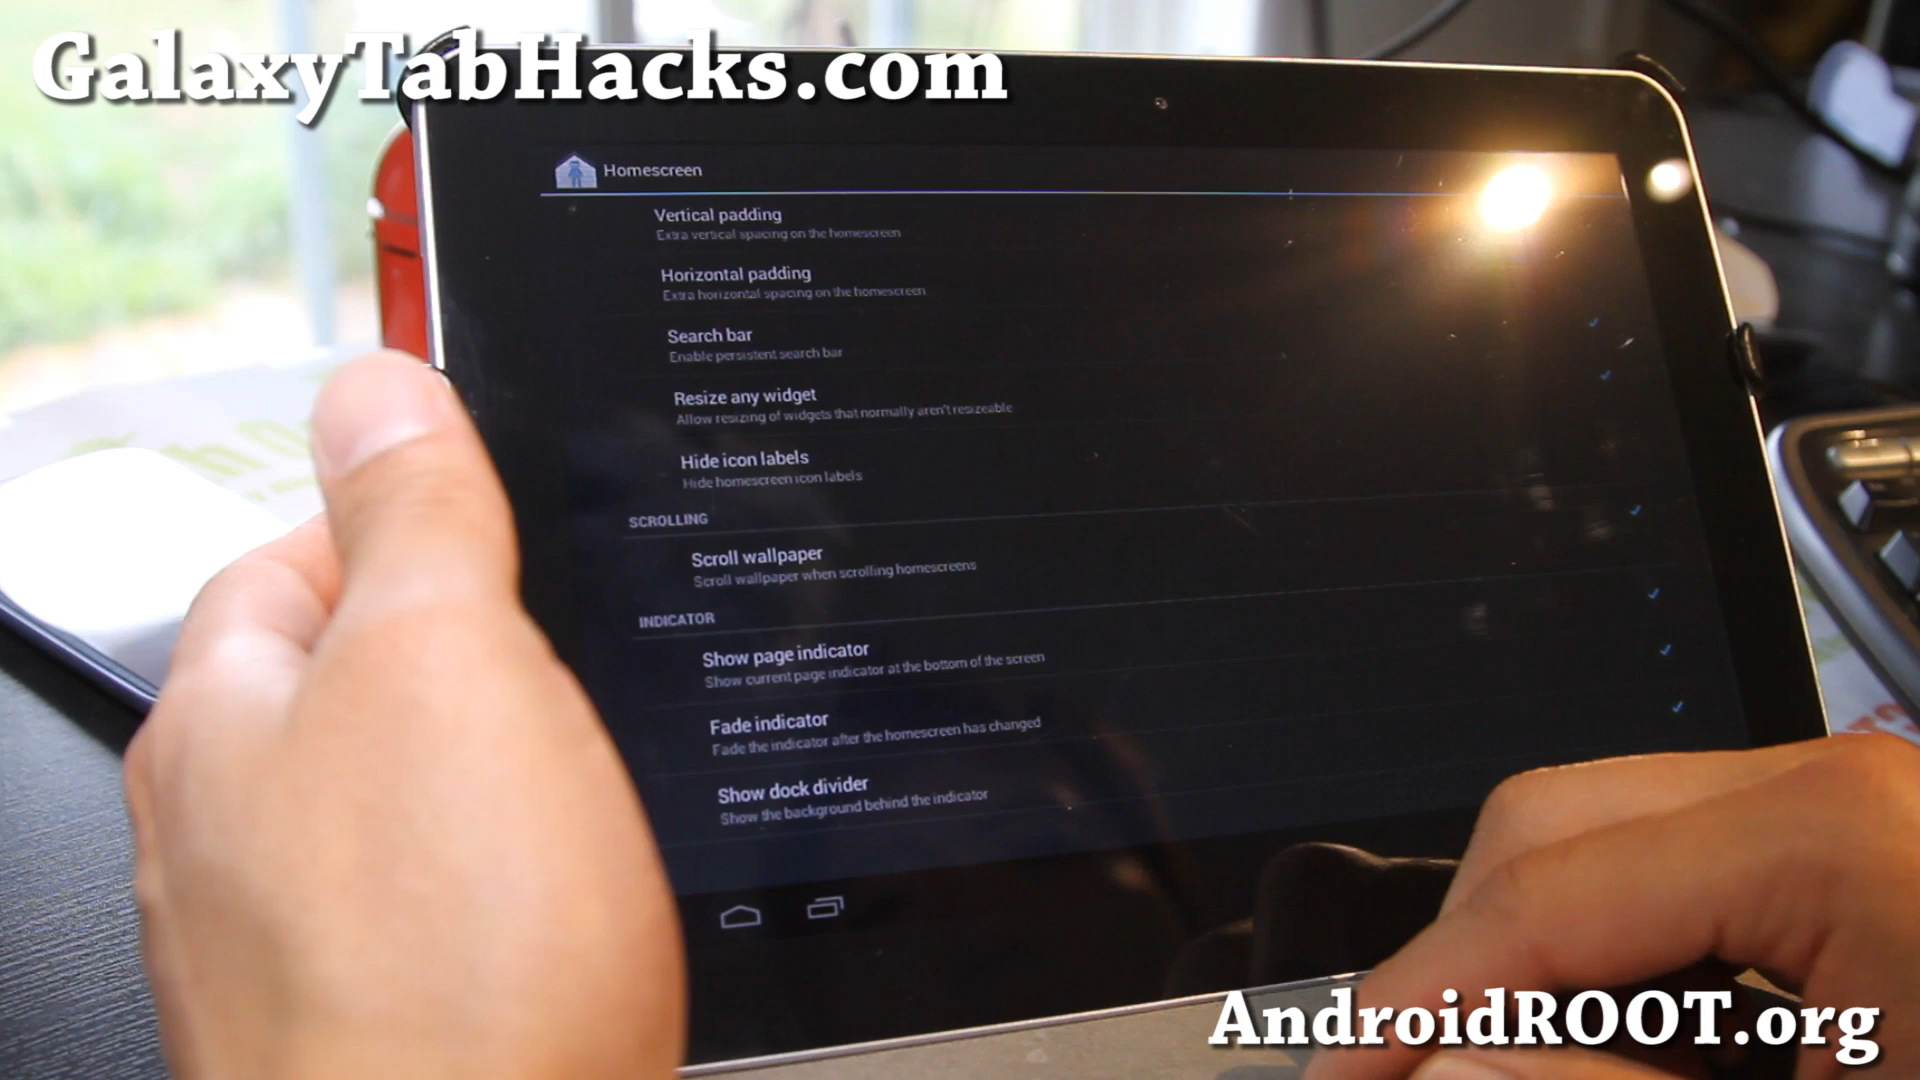 GalaxyTabHacks.com
Homescreen
Vertical padding
Extra vertical spacing on the homescreen
Horizontal padding
Extra horizontal spacing on the homescreen
Search bar
Enable persistent search bar
Resize any widget
Allow resizing of widgets that normally aren't resizeable
Hide icon labels
Hide homescreen icon labels
SCROLLING
Scroll wallpaper
Scroll wallpaper when scrolling homescreens
INDICATOR
Show page indicator
Show current page indicator at the bottom of the screen
Fade indicator
Fade the indicator after the homescreen has changed
Show dock divider
Show the background behind the indicator
AndroidROOT.org